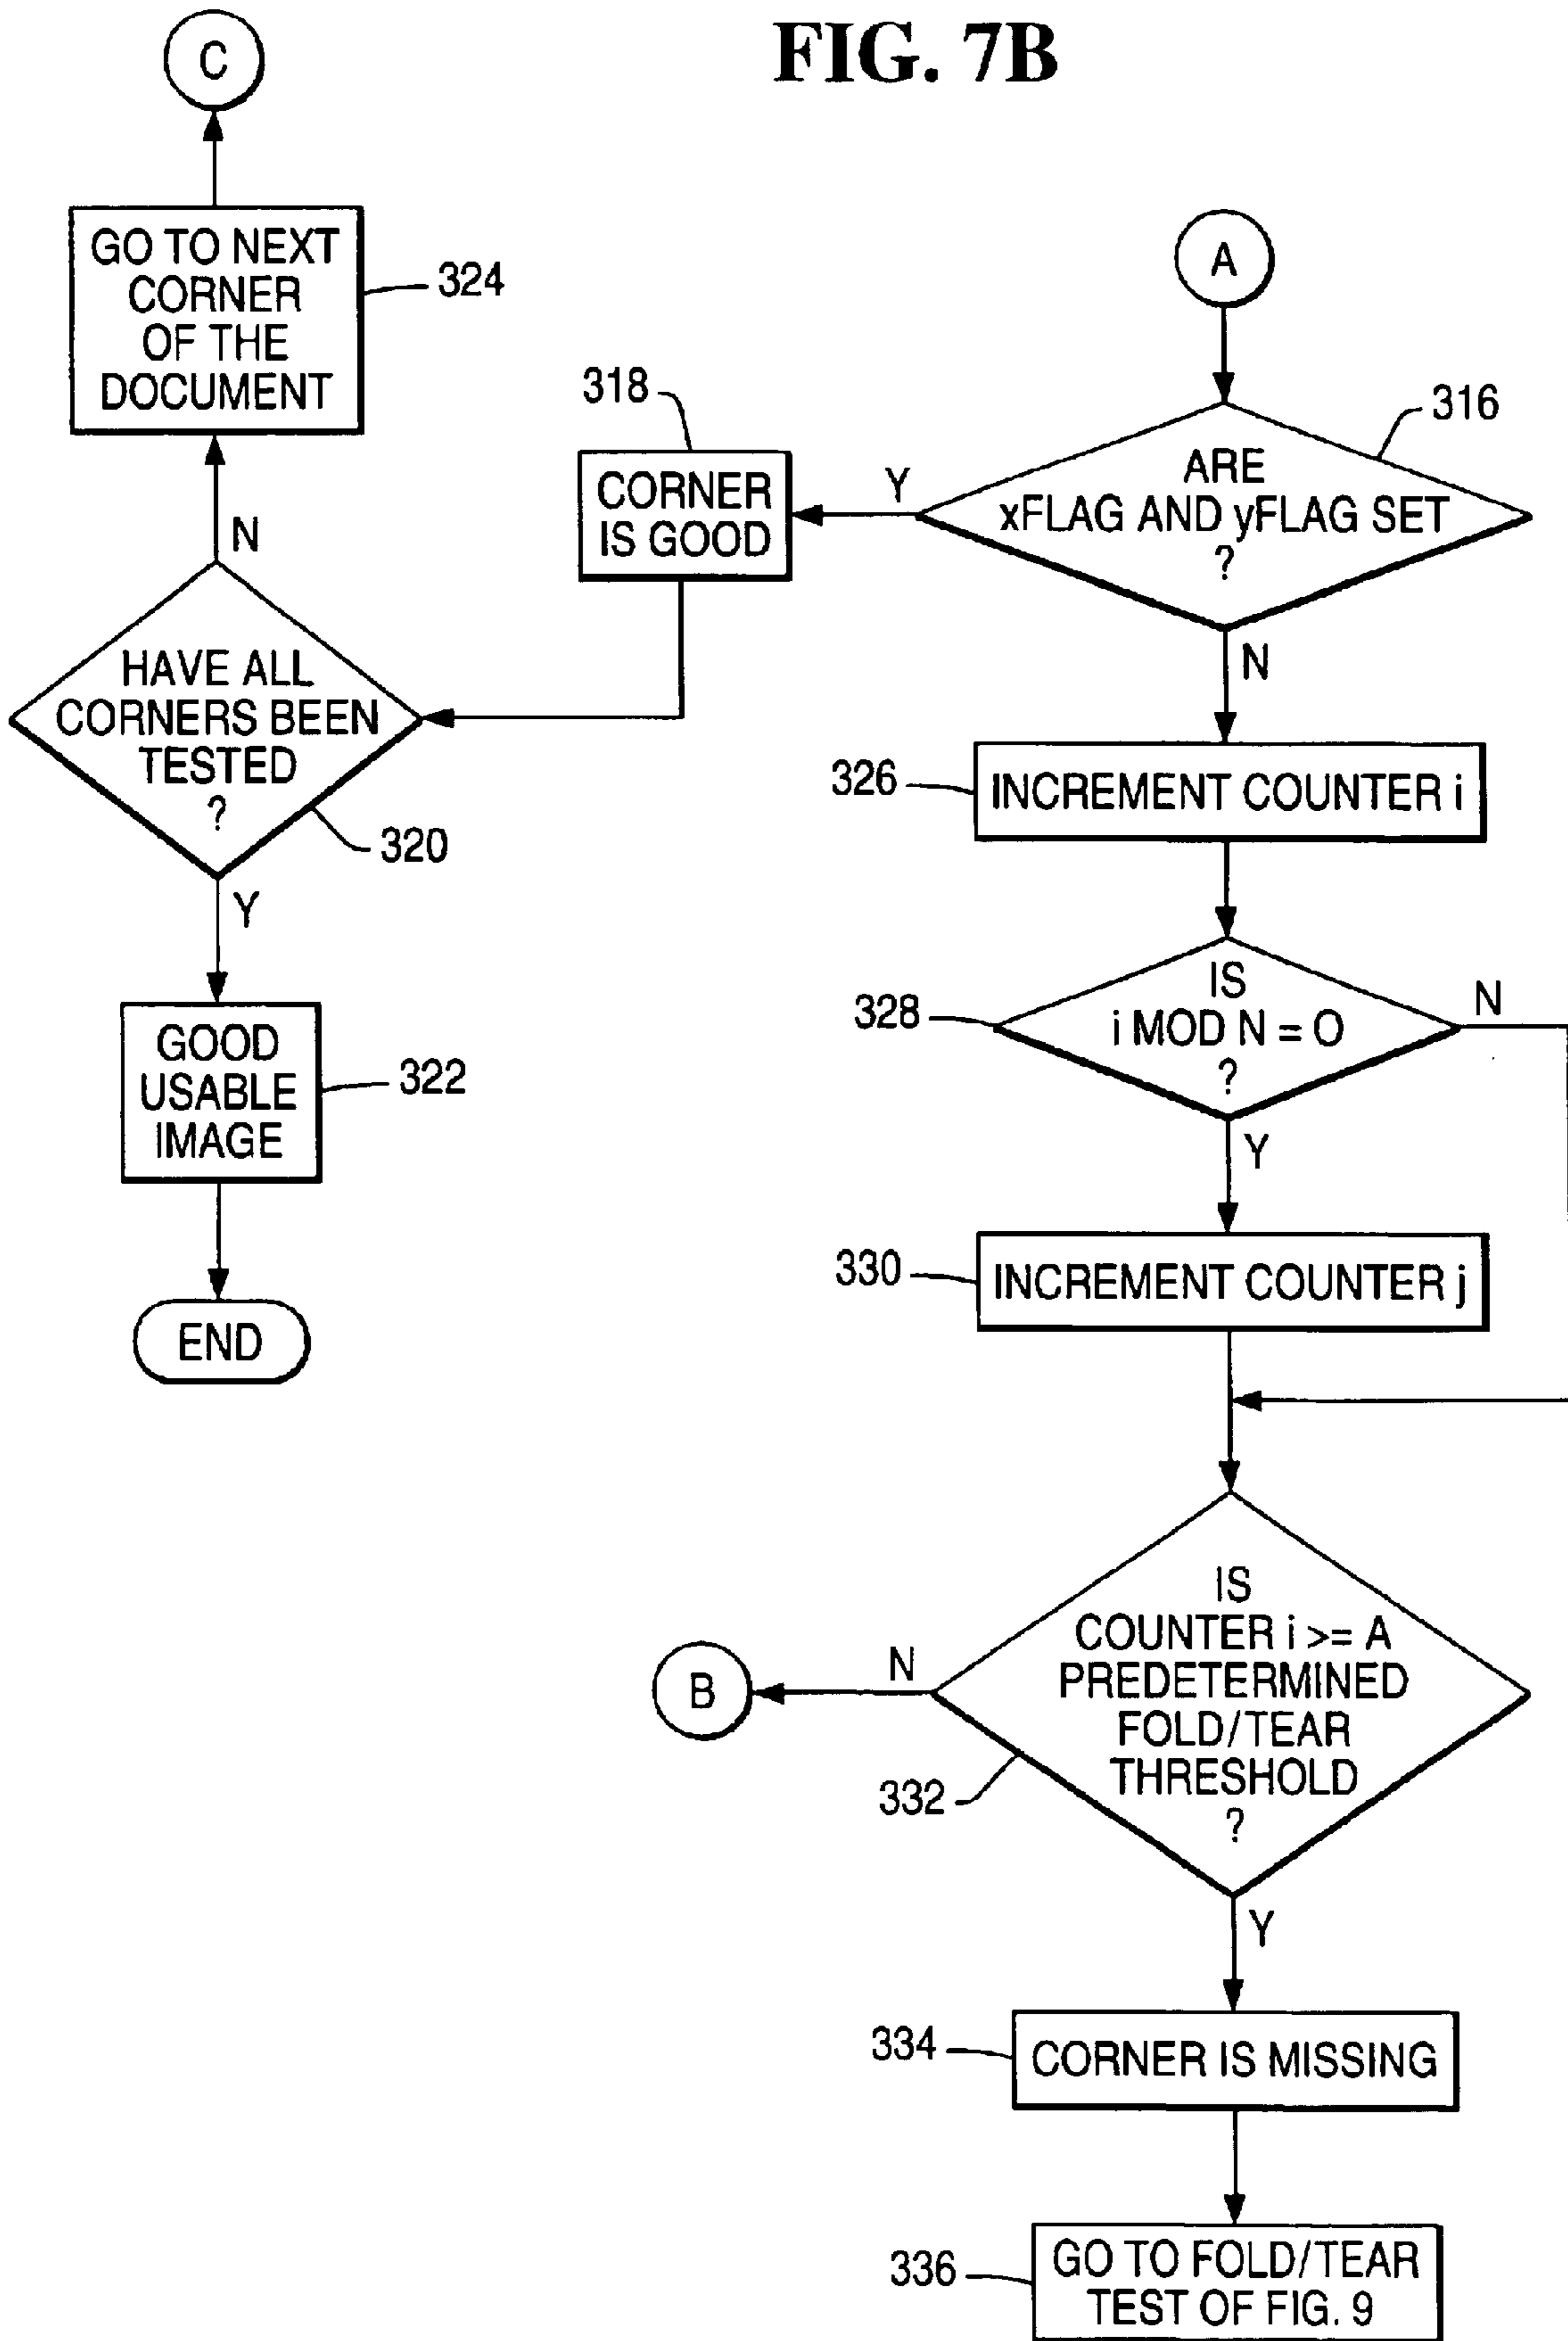 FIG. 7B
C
GO TO NEXT
CORNER
OF THE
DOCUMENT
324
N
HAVE ALL
CORNERS BEEN
TESTED
?
320
Y
GOOD
USABLE
IMAGE
322
END
A
316
ARE
xFLAG AND yFLAG SET
?
Y
318
CORNER
IS GOOD
N
326
INCREMENT COUNTER i
328
IS
i MOD N = O
?
N
Y
330
INCREMENT COUNTER j
IS
COUNTER i >= A
PREDETERMINED
FOLD/TEAR
THRESHOLD
?
332
N
B
Y
334
CORNER IS MISSING
336
GO TO FOLD/TEAR
TEST OF FIG. 9